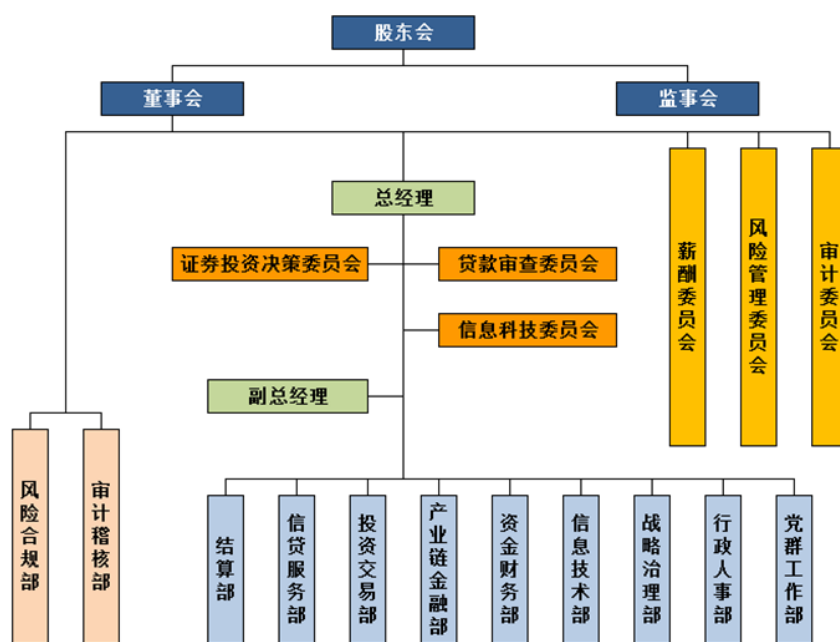 股东会
董事会
监事会
总经理
证券投资决策委员会
贷款审查委员会
信息科技委员会
副总经理
薪酬委员会
风险管理委员会
审计委员会
风险合规部
审计稽核部
结算部
信贷服务部
投资交易部
产业链金融部
资金财务部
信息技术部
战略治理部
行政人事部
党群工作部